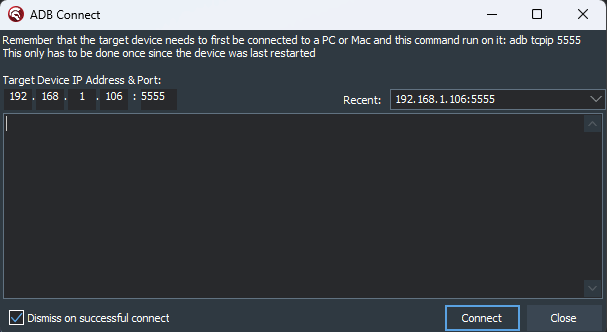 ADB Connect
Remember that the target device needs to first be connected to a PC or Mac and this command run on it: adb tcpip 5555
This only has to be done once since the device was last restarted
Target Device IP Address & Port:
192 . 168 . 1 . 106 : 5555
Recent: 192.168.1.106:5555
Dismiss on successful connect
Connect
Close